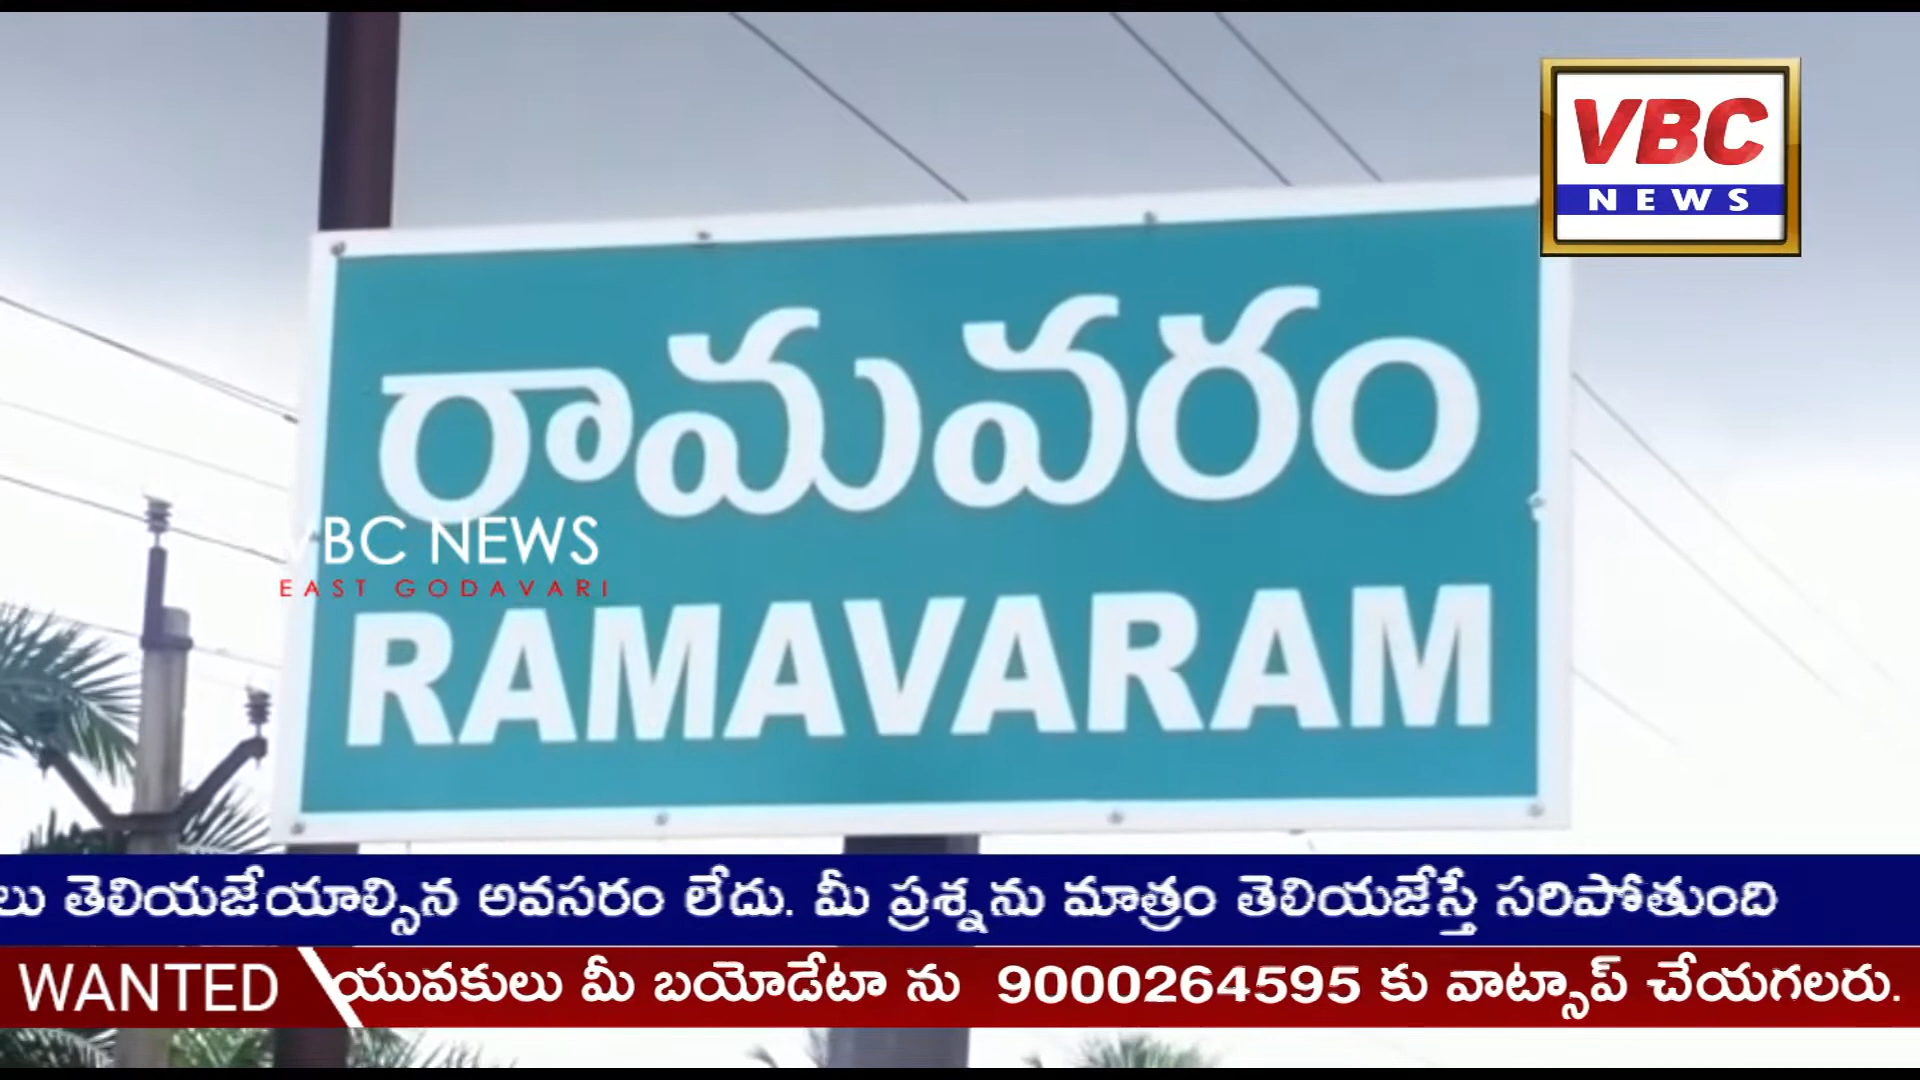 VBC
NEWS
రామవరం
VBC NEWS
EAST GODAVARI
RAMAVARAM
లు తెలియజేయాల్సిన అవసరం లేదు. మీ ప్రశ్నను మాత్రం తెలియజేస్తే సరిపోతుంది
WANTED యువకులు మీ బయోడేటా ను 9000264595 కు వాట్సాప్ చేయగలరు.